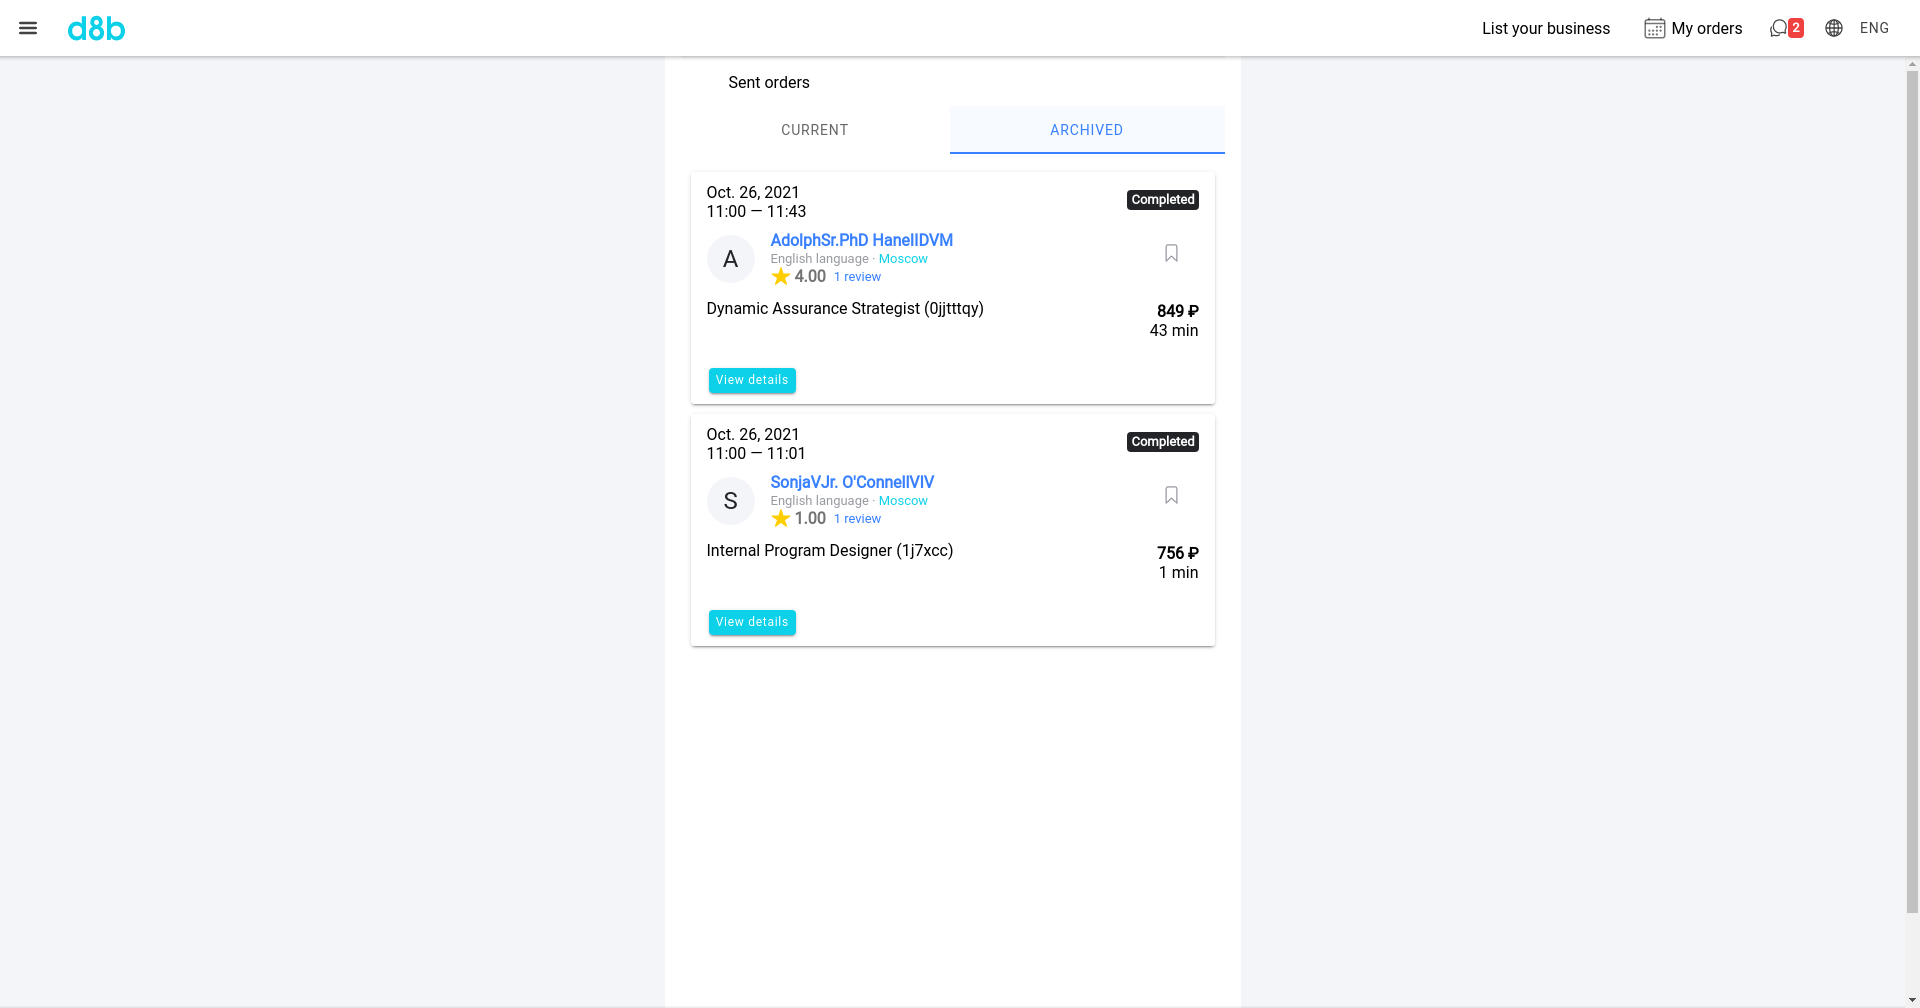 d8b
List your business
My orders
2
ENG
Sent orders
CURRENT
ARCHIVED
Oct. 26, 2021
11:00 — 11:43
Completed
A
AdolphSr.PhD HaneIIDVM
English language · Moscow
4.00 1 review
Dynamic Assurance Strategist (0jjtttqy)
849 ₽
43 min
View details
Oct. 26, 2021
11:00 — 11:01
Completed
S
SonjaVJr. O'ConnellVIV
English language · Moscow
1.00 1 review
Internal Program Designer (1j7xcc)
756 ₽
1 min
View details